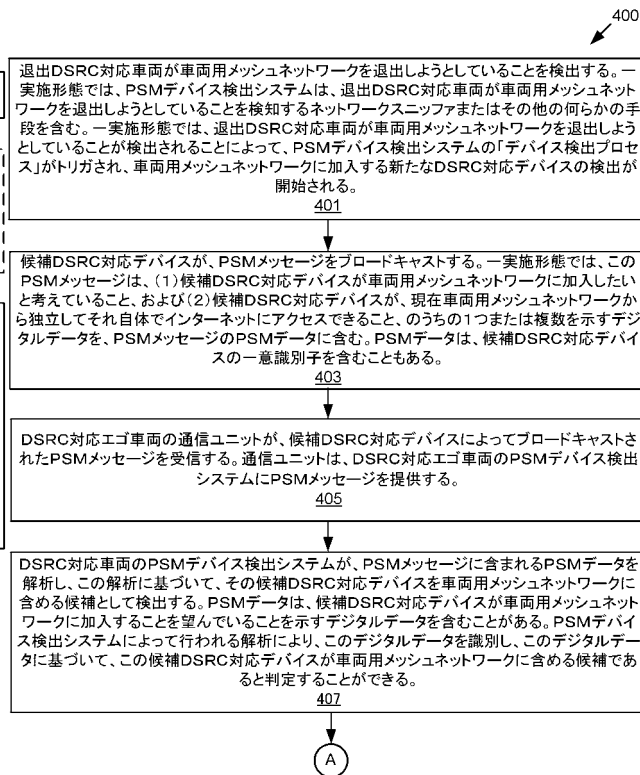 400
退出DSRC対応車両が車両用メッシュネットワークを退出しようとしていることを検出する。一
実施形態では、PSMデバイス検出システムは、退出DSRC対応車両が車両用メッシュネット
ワークを退出しようとしていることを検知するネットワークスニッファまたはその他の何らかの手
段を含む。一実施形態では、退出DSRC対応車両が車両用メッシュネットワークを退出しよう
としていることが検出されることによって、PSMデバイス検出システムの「デバイス検出プロセ
ス」がトリガされ、車両用メッシュネットワークに加入する新たなDSRC対応デバイスの検出が
開始される。
401
候補DSRC対応デバイスが、PSMメッセージをブロードキャストする。一実施形態では、この
PSMメッセージは、(1)候補DSRC対応デバイスが車両用メッシュネットワークに加入したい
と考えていること、および(2)候補DSRC対応デバイスが、現在車両用メッシュネットワークか
ら独立してそれ自体でインターネットにアクセスできること、のうちの1つまたは複数を示すデジ
タルデータを、PSMメッセージのPSMデータに含む。PSMデータは、候補DSRC対応デバイ
スの一意識別子を含むこともある。
403
DSRC対応エゴ車両の通信ユニットが、候補DSRC対応デバイスによってブロードキャストさ
れたPSMメッセージを受信する。通信ユニットは、DSRC対応エゴ車両のPSMデバイス検出
システムにPSMメッセージを提供する。
405
DSRC対応車両のPSMデバイス検出システムが、PSMメッセージに含まれるPSMデータを
解析し、この解析に基づいて、その候補DSRC対応デバイスを車両用メッシュネットワークに
含める候補として検出する。PSMデータは、候補DSRC対応デバイスが車両用メッシュネット
ワークに加入することを望んでいることを示すデジタルデータを含むことがある。PSMデバイ
ス検出システムによって行われる解析により、このデジタルデータを識別し、このデジタルデー
タに基づいて、この候補DSRC対応デバイスが車両用メッシュネットワークに含める候補であ
ると判定することができる。
407
A